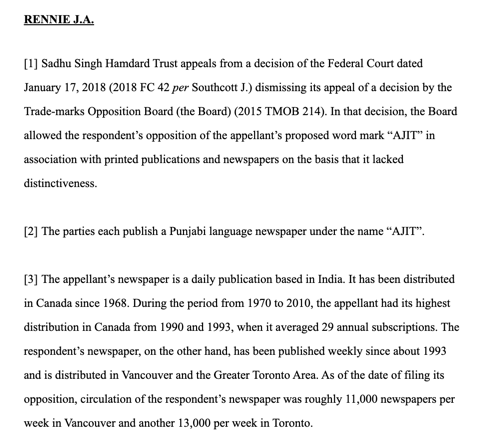 RENNIE J.A.
[1] Sadhu Singh Hamdard Trust appeals from a decision of the Federal Court dated
January 17, 2018 (2018 FC 42 per Southcott J.) dismissing its appeal of a decision by the
Trade-marks Opposition Board (the Board) (2015 TMOB 214). In that decision, the Board
allowed the respondent’s opposition of the appellant’s proposed word mark “AJIT” in
association with printed publications and newspapers on the basis that it lacked
distinctiveness.
[2] The parties each publish a Punjabi language newspaper under the name “AJIT”.
[3] The appellant’s newspaper is a daily publication based in India. It has been distributed
in Canada since 1968. During the period from 1970 to 2010, the appellant had its highest
distribution in Canada from 1990 and 1993, when it averaged 29 annual subscriptions. The
respondent’s newspaper, on the other hand, has been published weekly since about 1993
and is distributed in Vancouver and the Greater Toronto Area. As of the date of filing its
opposition, circulation of the respondent’s newspaper was roughly 11,000 newspapers per
week in Vancouver and another 13,000 per week in Toronto.